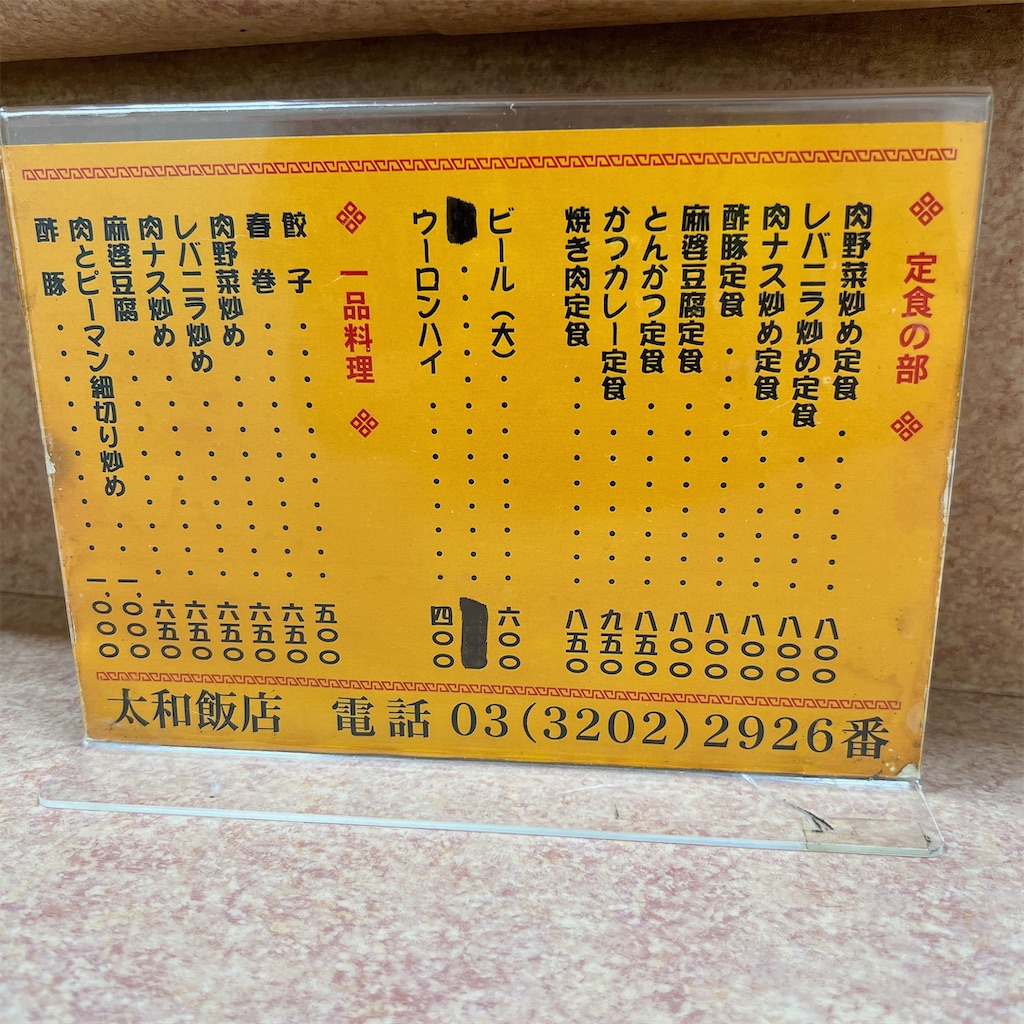 定食の部
肉野菜炒め定食・・・・・・・八〇〇
レバニラ炒め定食・・・・・・八〇〇
肉ナス炒め定食・・・・・・・八〇〇
酢豚定食・・・・・・・・・・八〇〇
麻婆豆腐定食・・・・・・・・八〇〇
とんかつ定食・・・・・・・・八五〇
かつカレー定食・・・・・・・九五〇
焼き肉定食・・・・・・・・・八五〇
ビール（大）・・・・・・・・・六〇〇
ウーロンハイ・・・・・・・・四〇〇
一品料理
餃子・・・・・・・・・・・・五〇〇
春巻・・・・・・・・・・・・六五〇
肉野菜炒め・・・・・・・・・六五〇
レバニラ炒め・・・・・・・・六五〇
肉ナス炒め・・・・・・・・・六五〇
麻婆豆腐・・・・・・・・・・六五〇
肉とピーマン細切り炒め・・・一,〇〇〇
酢豚・・・・・・・・・・・・一,〇〇〇
太和飯店　電話 03(3202)2926番